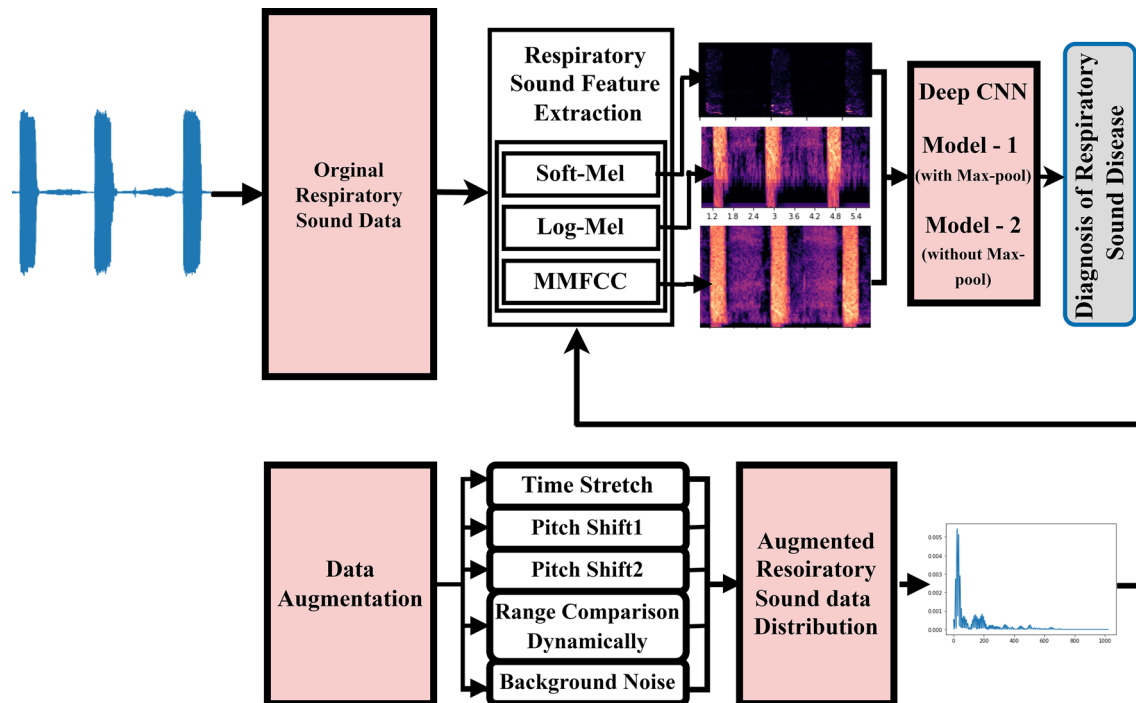 Orginal
Respiratory
Sound Data
Respiratory
Sound Feature
Extraction
Soft-Mel
Log-Mel
MMFCC
1.2 1.8 2.4 3 3.6 4.2 4.8 5.4
Deep CNN
Model - 1
(with Max-pool)
Model - 2
(without Max-
pool)
Diagnosis of Respiratory
Sound Disease
Data
Augmentation
Time Stretch
Pitch Shift1
Pitch Shift2
Range Comparison
Dynamically
Background Noise
Augmented
Resoiratory
Sound data
Distribution
0.005
0.004
0.003
0.002
0.001
0.000
0 200 400 600 800 1000